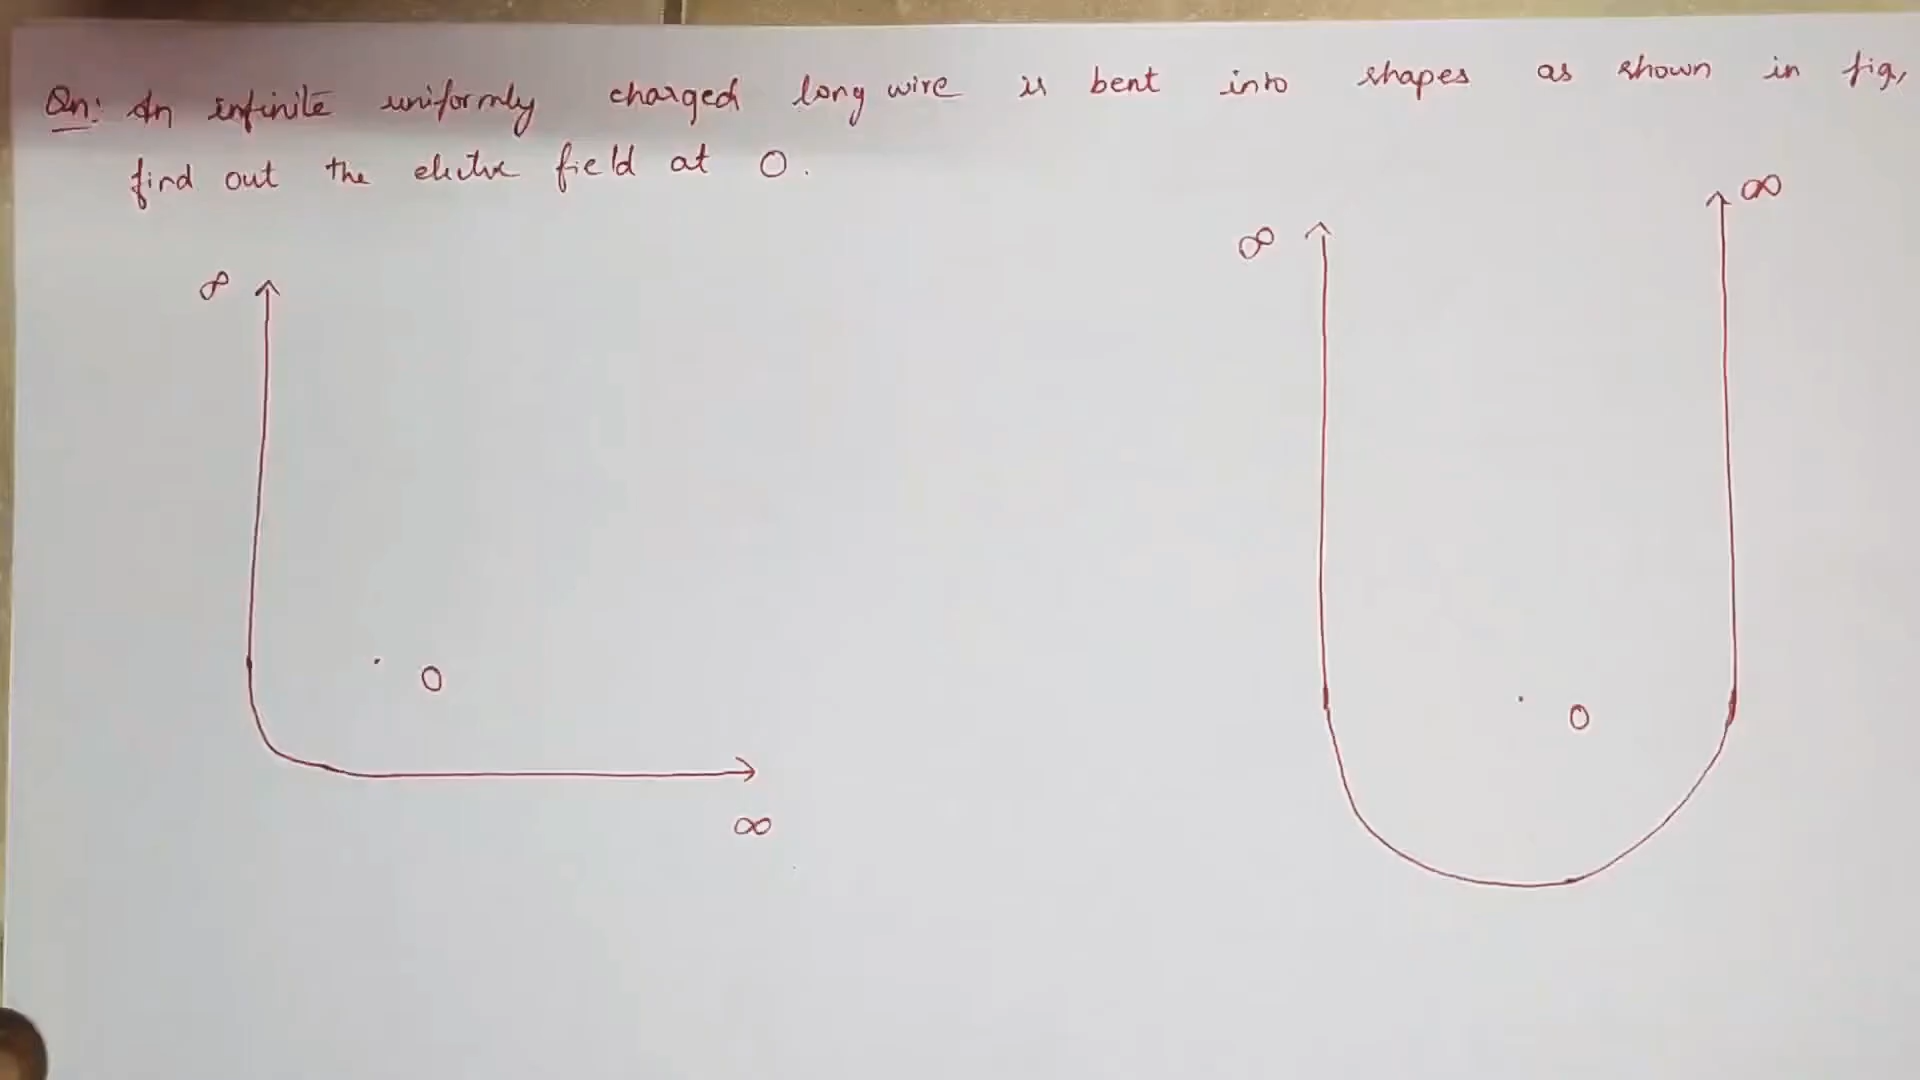 Qn: An infinite uniformly charged long wire is bent into shapes as shown in fig,
find out the electric field at O.
∞
∞
∞
∞
O
O